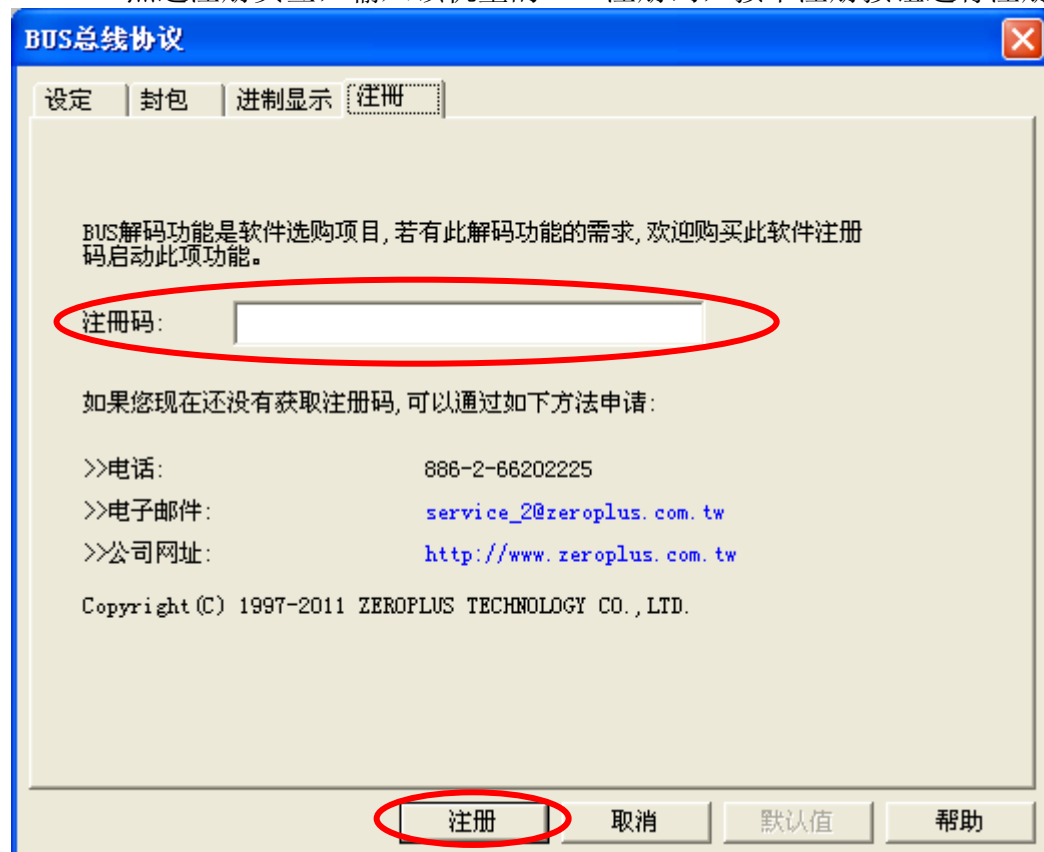 BUS总线协议
设定 封包 进制显示 注册
BUS解码功能是软件选购项目,若有此解码功能的需求,欢迎购买此软件注册
码启动此项功能。
注册码:
如果您现在还没有获取注册码,可以通过如下方法申请:
>>电话: 886-2-66202225
>>电子邮件: service_2@zeroplus.com.tw
>>公司网址: http://www.zeroplus.com.tw
Copyright(C) 1997-2011 ZEROPLUS TECHNOLOGY CO.,LTD.
注册 取消 默认值 帮助